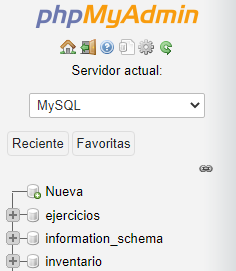 phpMyAdmin
Servidor actual:
MySQL
Reciente Favoritas
Nueva
ejercicios
information_schema
inventario